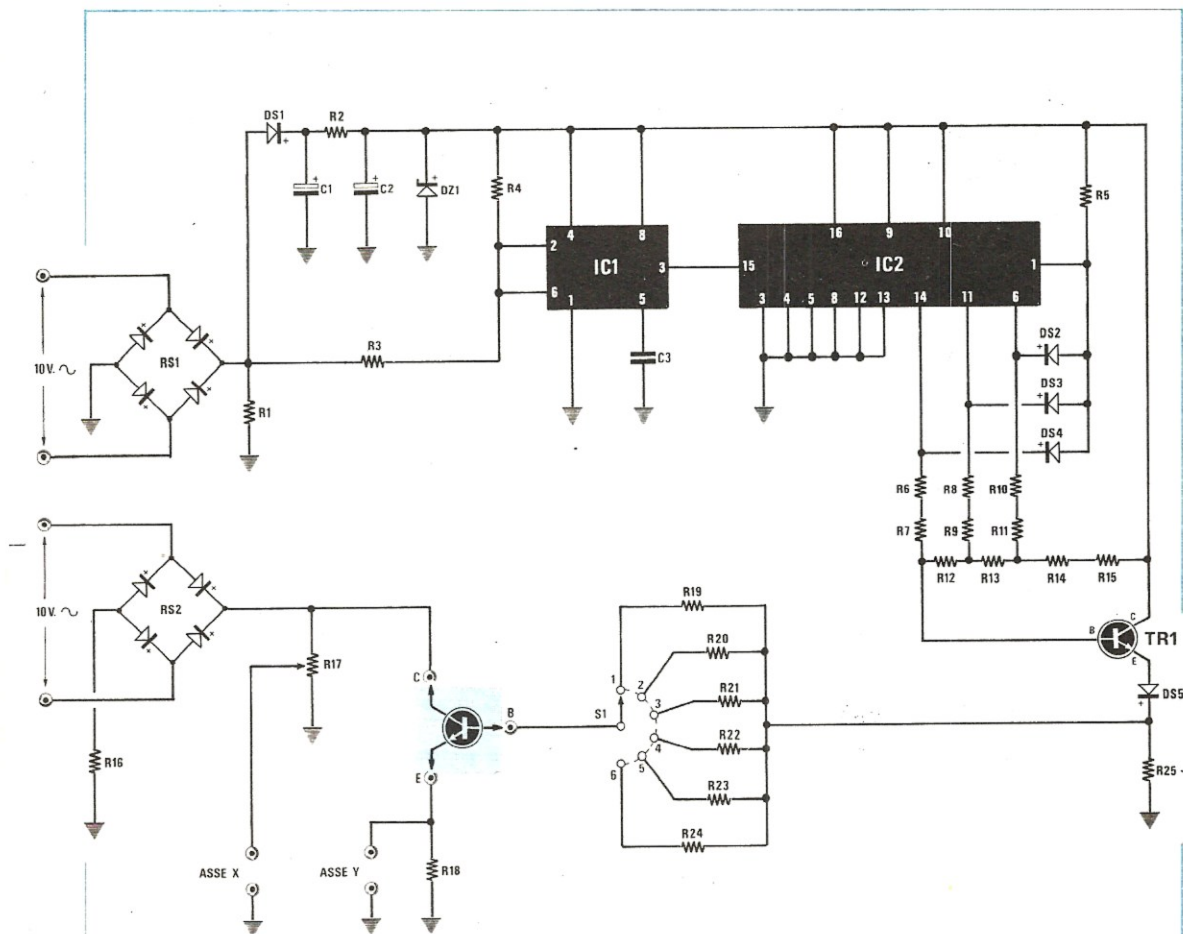 DS1
R2
C1
C2
DZ1
R4
4
8
2
IC1
3
6
1
5
C3
16
9
10
15
IC2
1
3
4
5
8
12
13
14
11
6
R5
DS2
DS3
DS4
10V. ~
RS1
R3
R1
R6
R8
R10
R7
R9
R11
R12
R13
R14
R15
B
C
E
TR1
DS5
R25
10V. ~
RS2
R16
R17
C
B
E
R18
ASSE X
ASSE Y
S1
1
2
3
4
5
6
R19
R20
R21
R22
R23
R24